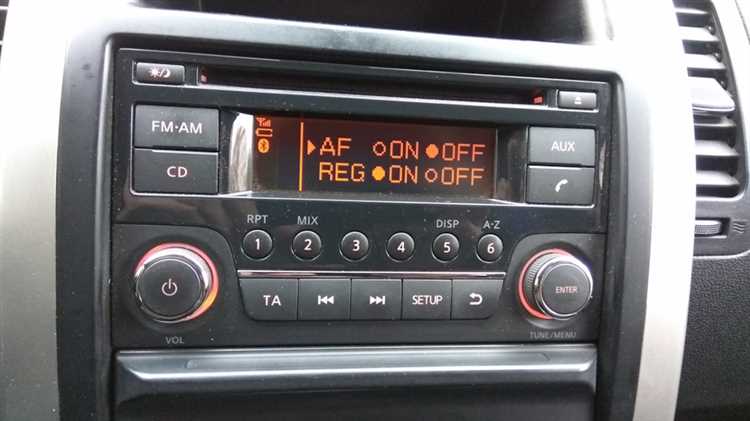 FM·AM
CD
AF ON OFF
REG ON OFF
AUX
RPT MIX DISP A-Z
1 2 3 4 5 6
TA SETUP
ENTER
VOL
TUNE/MENU